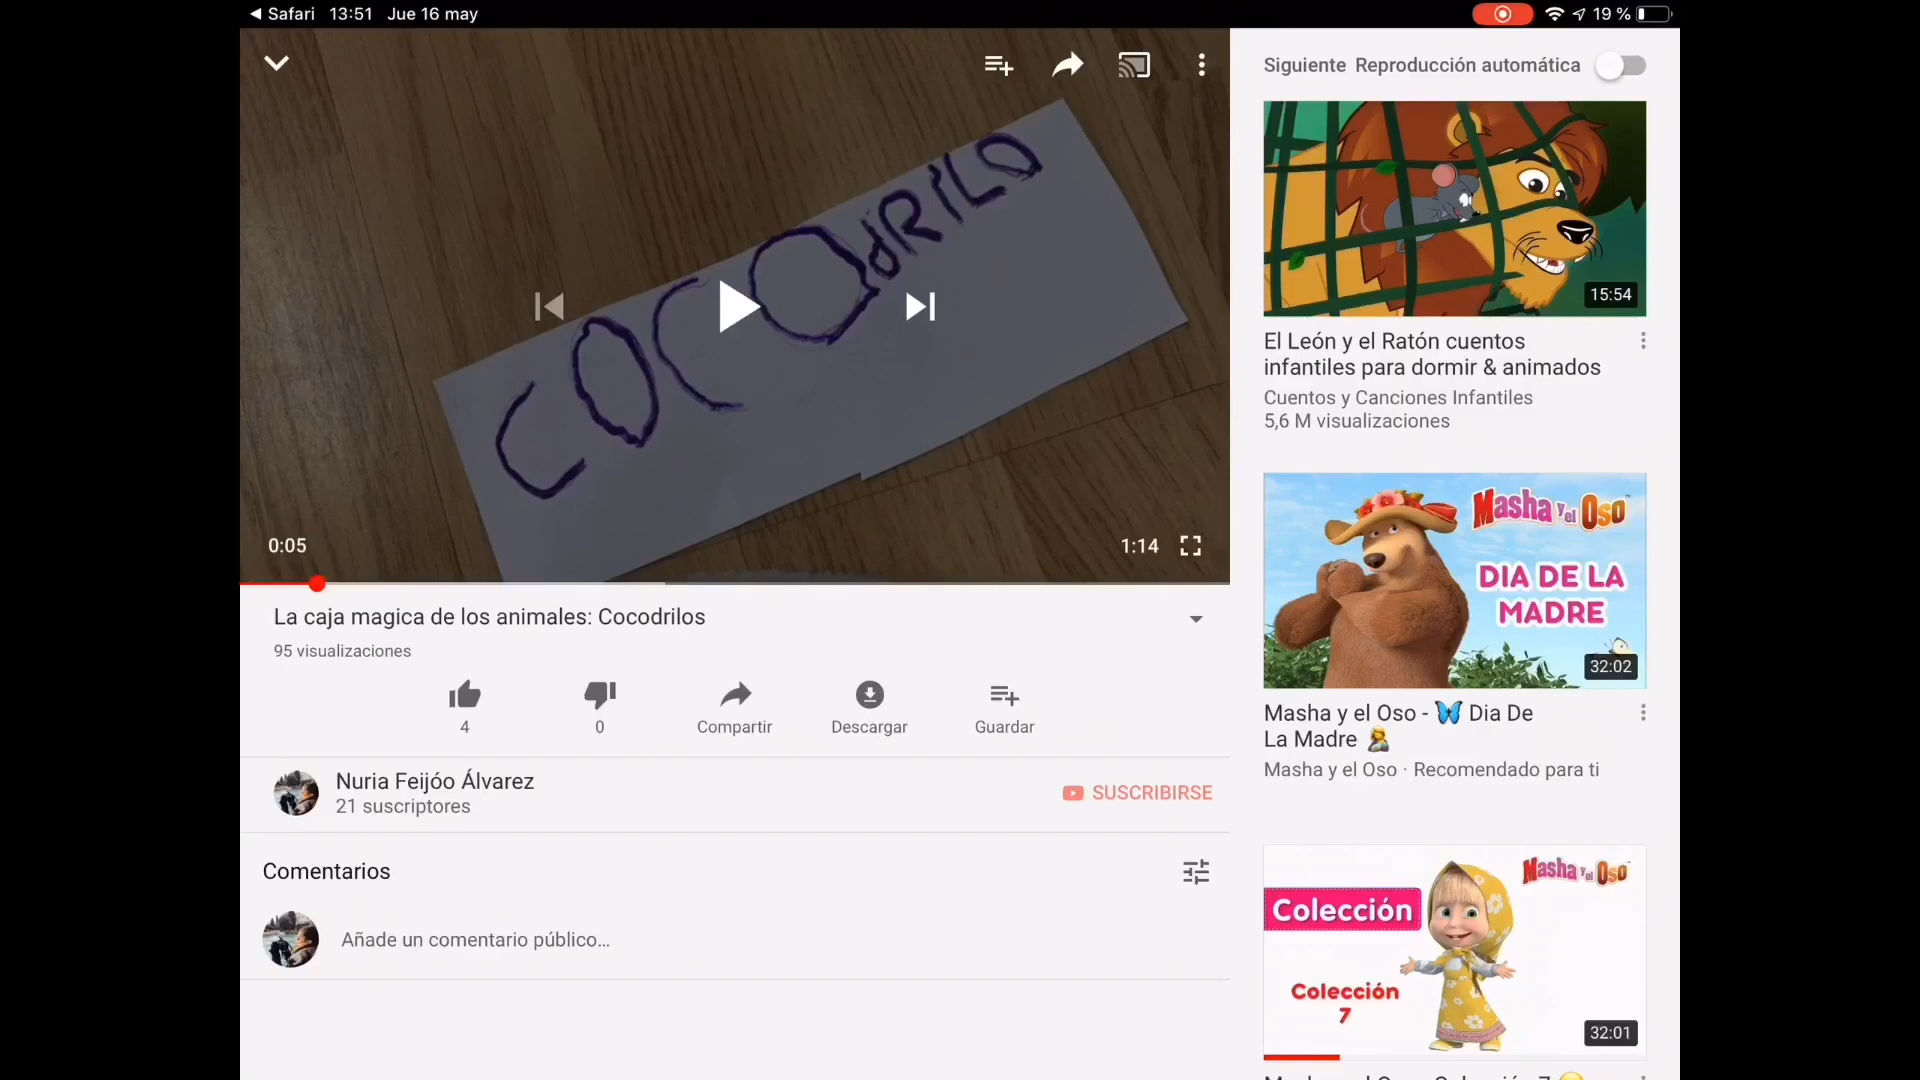 Safari 13:51 Jue 16 may 19 %
COCOdRILO
0:05 1:14
La caja magica de los animales: Cocodrilos
95 visualizaciones
4 0 Compartir Descargar Guardar
Nuria Feijóo Álvarez
21 suscriptores
SUSCRIBIRSE
Comentarios
Añade un comentario público...
Siguiente Reproducción automática
15:54
El León y el Ratón cuentos
infantiles para dormir & animados
Cuentos y Canciones Infantiles
5,6 M visualizaciones
Masha y el Oso
DIA DE LA
MADRE
32:02
Masha y el Oso - 🦋 Dia De
La Madre 🤱
Masha y el Oso · Recomendado para ti
Masha y el Oso
Colección
Colección
7
32:01